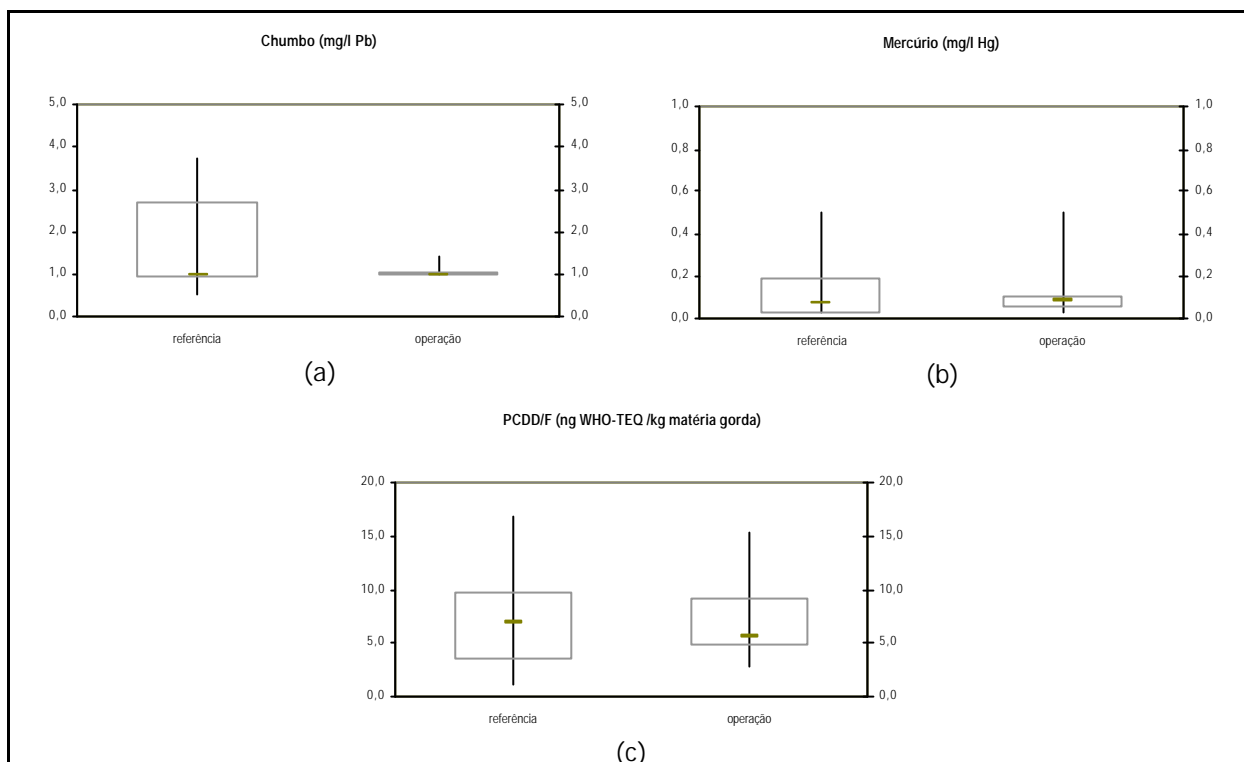 Chumbo (mg/l Pb)
5,0 5,0
4,0 4,0
3,0 3,0
2,0 2,0
1,0 1,0
0,0 0,0
referência operação
(a)
Mercúrio (mg/l Hg)
1,0 1,0
0,8 0,8
0,6 0,6
0,4 0,4
0,2 0,2
0,0 0,0
referência operação
(b)
PCDD/F (ng WHO-TEQ /kg matéria gorda)
20,0 20,0
15,0 15,0
10,0 10,0
5,0 5,0
0,0 0,0
referência operação
(c)